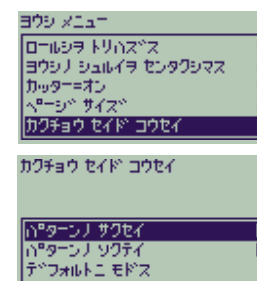 ヨウシ メニュー
ロールシヲ トリハズス
ヨウシノ シュルイヲ センタクシマス
カッター=オン
ページ サイズ
カクチョウ セイド コウセイ
カクチョウ セイド コウセイ
パターンノ サクセイ
パターンノ ソクテイ
デフォルトニ モドス